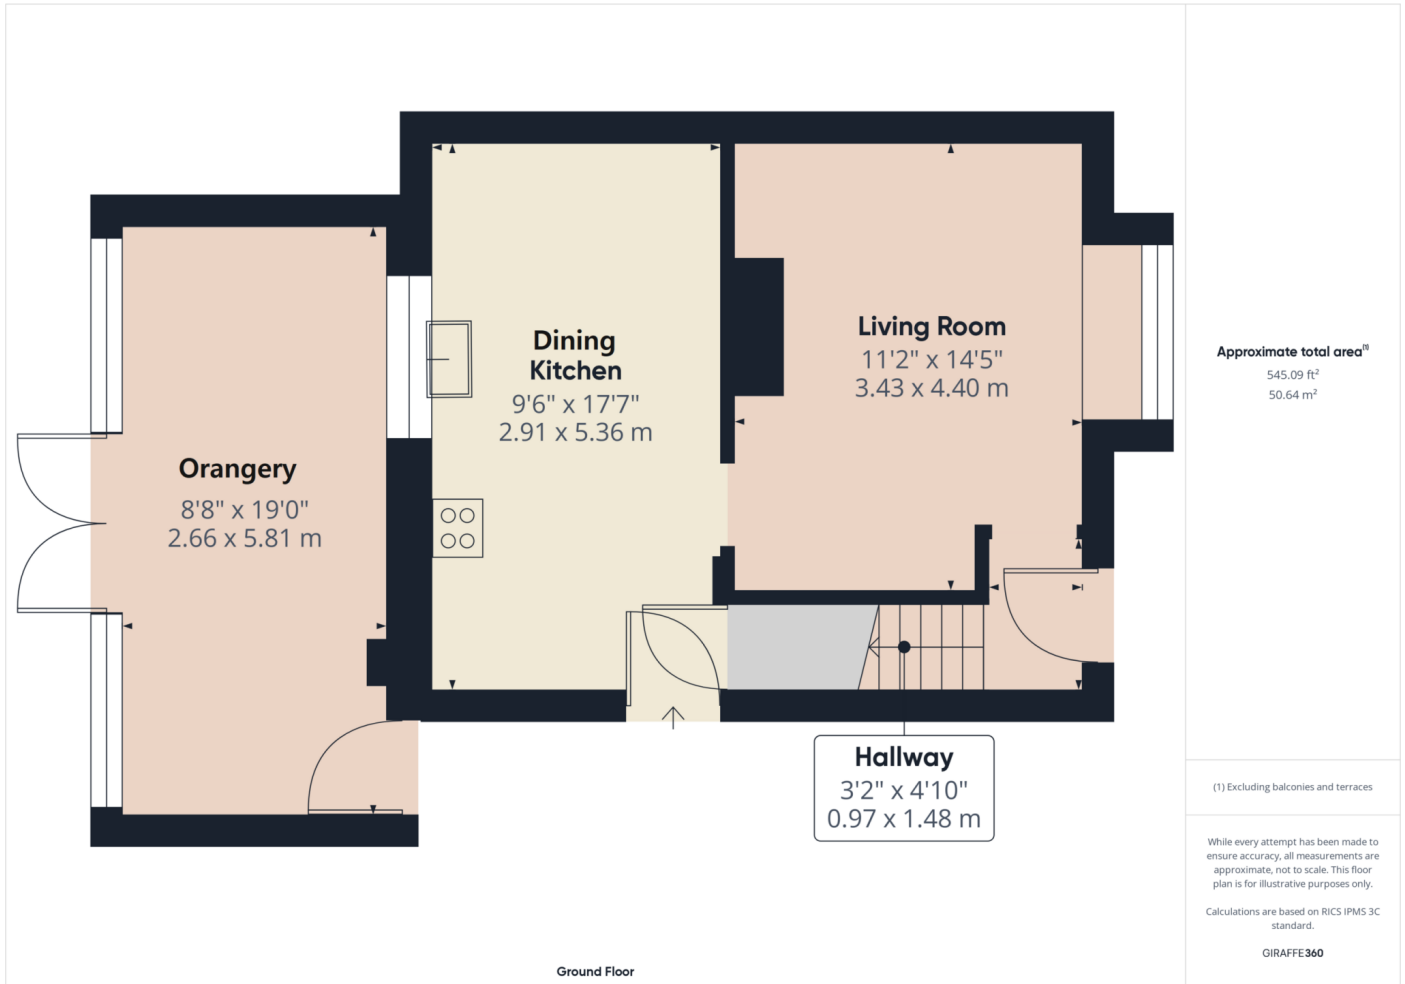 Dining
Kitchen
9'6" x 17'7"
2.91 x 5.36 m
Living Room
11'2" x 14'5"
3.43 x 4.40 m
Orangery
8'8" x 19'0"
2.66 x 5.81 m
Hallway
3'2" x 4'10"
0.97 x 1.48 m
Ground Floor
Approximate total area(1)
545.09 ft²
50.64 m²
(1) Excluding balconies and terraces
While every attempt has been made to
ensure accuracy, all measurements are
approximate, not to scale. This floor
plan is for illustrative purposes only.
Calculations are based on RICS IPMS 3C
standard.
GIRAFFE360